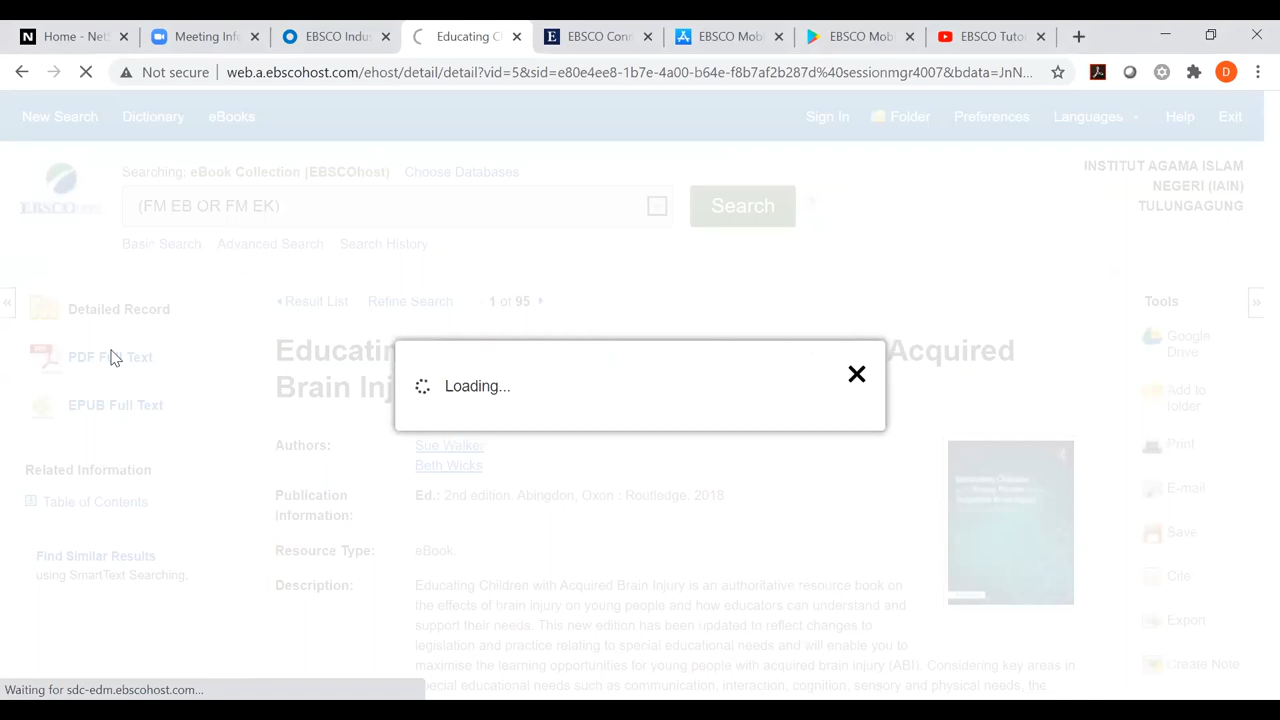 Home - Net
Meeting Info
EBSCO Indu
Educating C
EBSCO Conn
EBSCO Mobi
EBSCO Mob
EBSCO Tuto
Not secure
web.a.ebscohost.com/ehost/detail/detail?vid=5&sid=e80e4ee8-1b7e-4a00-b64e-f8b7af2b287d%40sessionmgr4007&bdata=JnN...
D
New Search Dictionary eBooks
Sign In Folder Preferences Languages Help Exit
Searching: eBook Collection (EBSCOhost) Choose Databases
(FM EB OR FM EK)
Search
Basic Search Advanced Search Search History
INSTITUT AGAMA ISLAM
NEGERI (IAIN)
TULUNGAGUNG
«
Detailed Record
PDF Full Text
EPUB Full Text
Related Information
Table of Contents
Find Similar Results
using SmartText Searching.
Result List Refine Search 1 of 95
Educatin Acquired
Brain Inj
Loading...
Authors:
Sue Walker
Beth Wicks
Publication
Information:
Ed.: 2nd edition. Abingdon, Oxon : Routledge. 2018
Resource Type:
eBook.
Description:
Educating Children with Acquired Brain Injury is an authoritative resource book on
the effects of brain injury on young people and how educators can understand and
support their needs. This new edition has been updated to reflect changes to
legislation and practice relating to special educational needs and will enable you to
maximise the learning opportunities for young people with acquired brain injury (ABI). Considering key areas in
special educational needs such as communication, interaction, cognition, sensory and physical needs, the
Tools
»
Google
Drive
Add to
folder
Print
E-mail
Save
Cite
Export
Create Note
Waiting for sdc-edm.ebscohost.com...